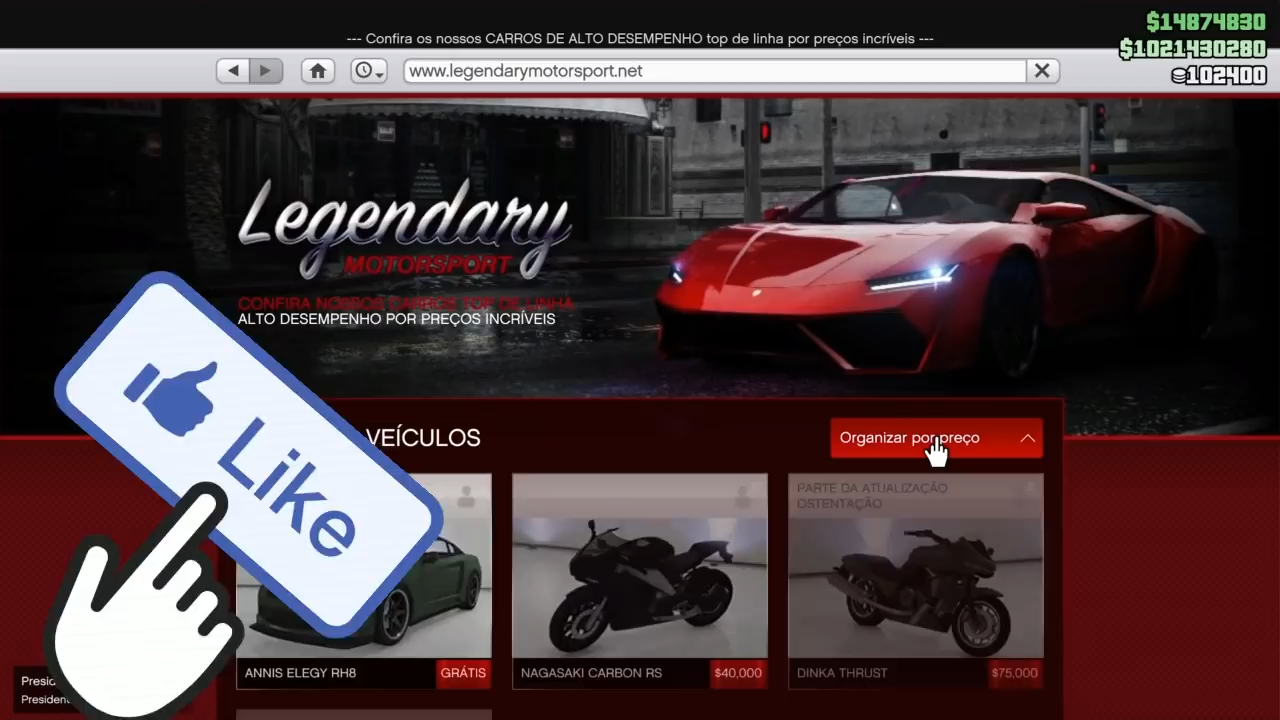 --- Confira os nossos CARROS DE ALTO DESEMPENHO top de linha por preços incríveis ---
$14874830
$1021430280
102400
www.legendarymotorsport.net
Legendary
MOTORSPORT
CONFIRA NOSSOS CARROS TOP DE LINHA
ALTO DESEMPENHO POR PREÇOS INCRÍVEIS
VEÍCULOS
Organizar por preço
Like
PARTE DA ATUALIZAÇÃO
OSTENTAÇÃO
ANNIS ELEGY RH8
GRÁTIS
NAGASAKI CARBON RS
$40,000
DINKA THRUST
$75,000